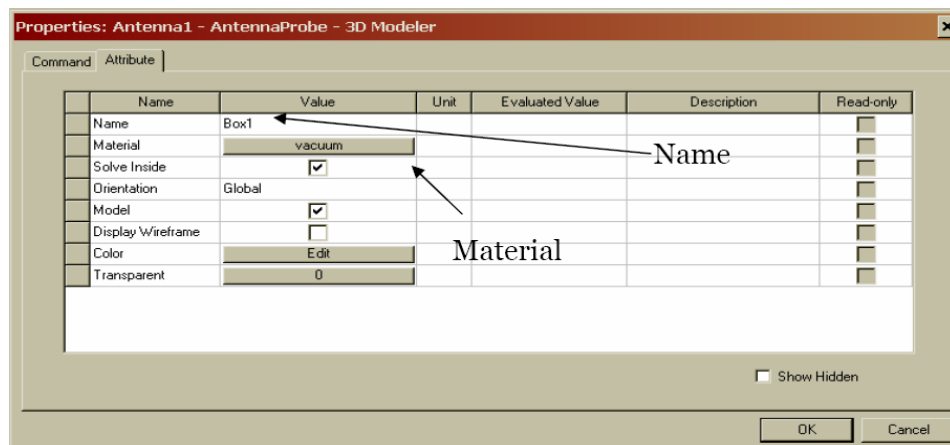 Properties: Antenna1 - AntennaProbe - 3D Modeler
Command Attribute
Name Value Unit Evaluated Value Description Read-only
Name Box1
Material vacuum
Name
Solve Inside
Orientation Global
Model
Display Wireframe
Color Edit
Material
Transparent 0
Show Hidden
OK Cancel